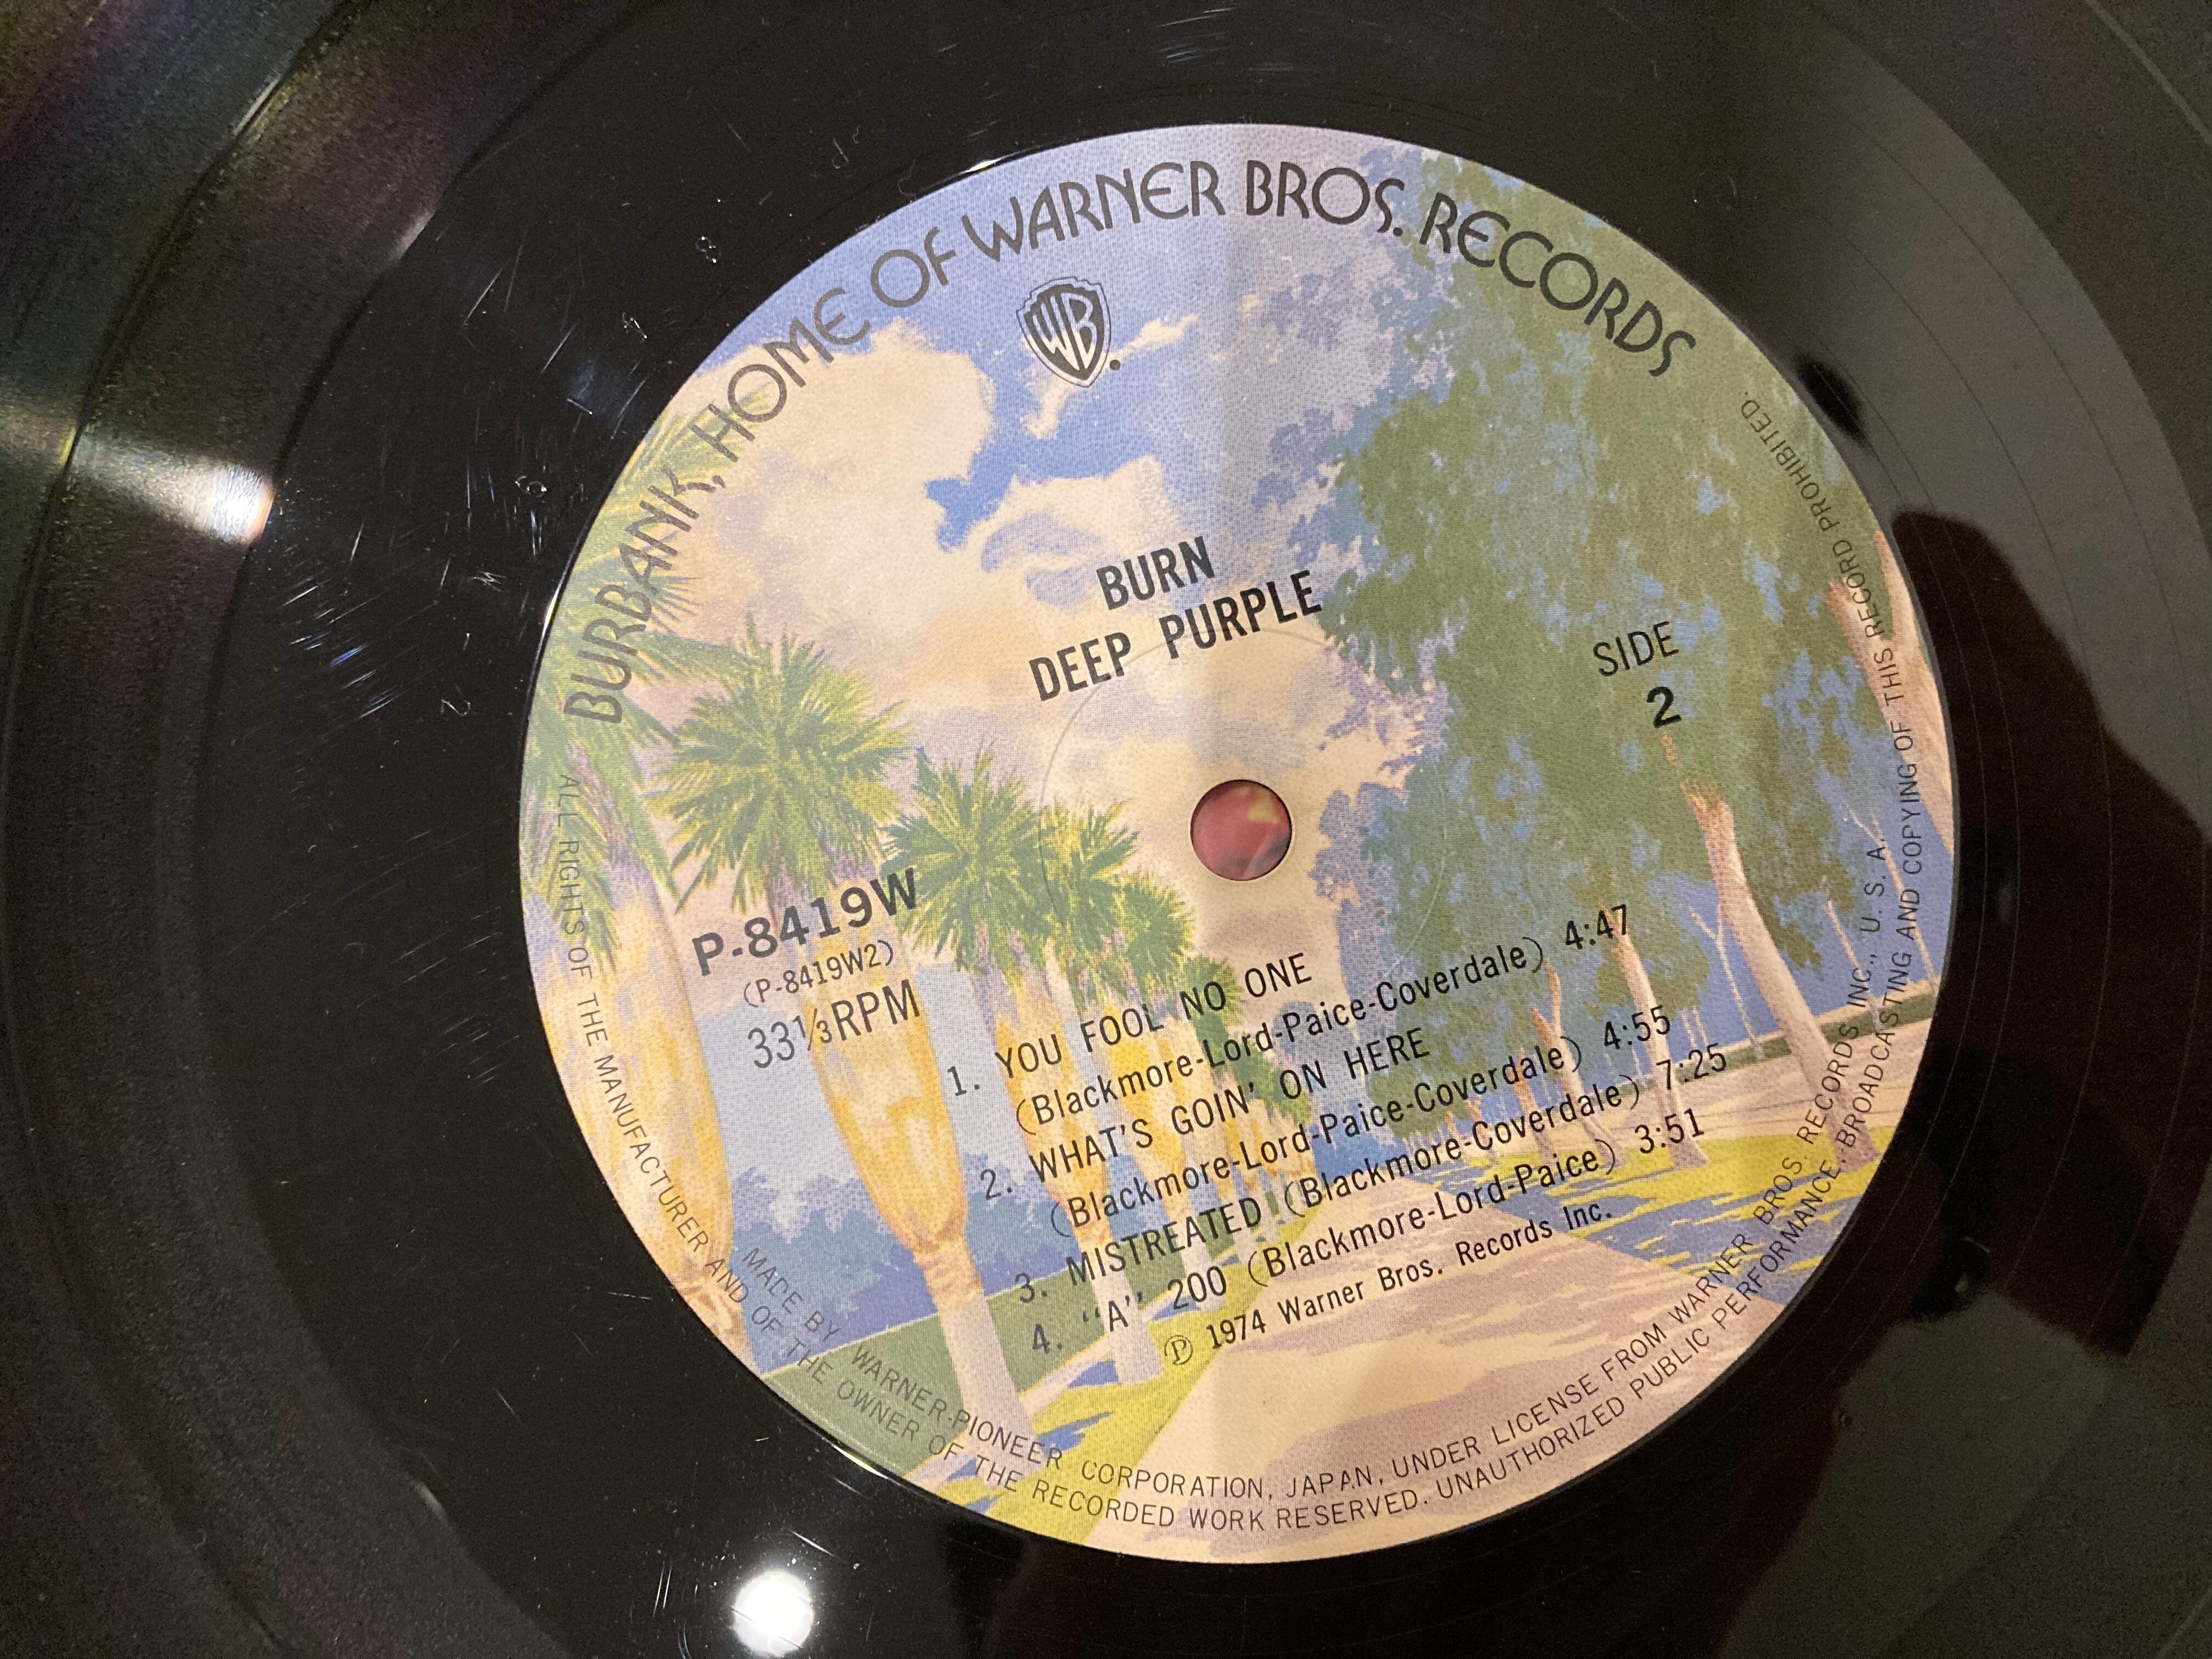 BURBANK, HOME OF WARNER BROS. RECORDS
WB
BURN
DEEP PURPLE
SIDE
2
P-8419W
(P-8419W2)
33⅓RPM
1. YOU FOOL NO ONE
(Blackmore-Lord-Paice-Coverdale) 4:47
2. WHAT'S GOIN' ON HERE
(Blackmore-Lord-Paice-Coverdale) 4:55
3. MISTREATED (Blackmore-Coverdale) 7:25
4. "A" 200 (Blackmore-Lord-Paice) 3:51
Ⓟ 1974 Warner Bros. Records Inc.
MADE BY WARNER-PIONEER CORPORATION, JAPAN, UNDER LICENSE FROM WARNER BROS. RECORDS INC., U. S. A.
ALL RIGHTS OF THE MANUFACTURER AND OF THE OWNER OF THE RECORDED WORK RESERVED. UNAUTHORIZED PUBLIC PERFORMANCE. BROADCASTING AND COPYING OF THIS RECORD PROHIBITED.